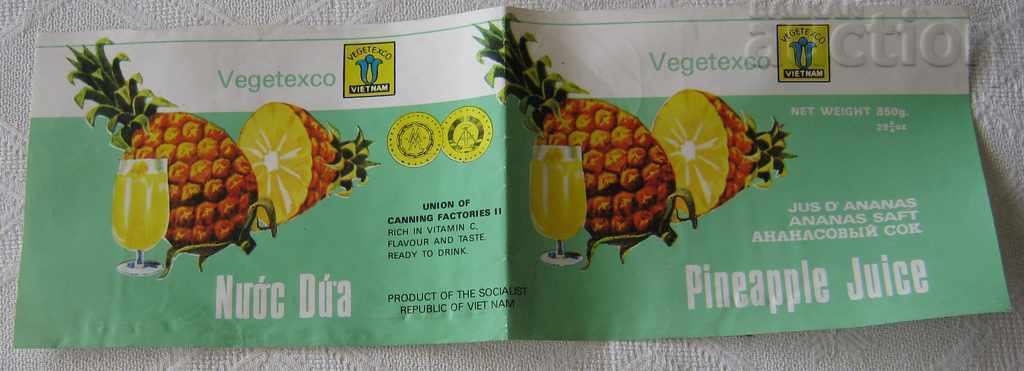 Vegetexco
VEGETEXCO
VIETNAM
UNION OF
CANNING FACTORIES II
RICH IN VITAMIN C,
FLAVOUR AND TASTE.
READY TO DRINK.
Nước Dứa
PRODUCT OF THE SOCIALIST
REPUBLIC OF VIET NAM
Vegetexco
VEGETEXCO
VIETNAM
auction
NET WEIGHT 850g.
JUS D' ANANAS
ANANAS SAFT
АНАНАСОВЫЙ СОК
Pineapple Juice